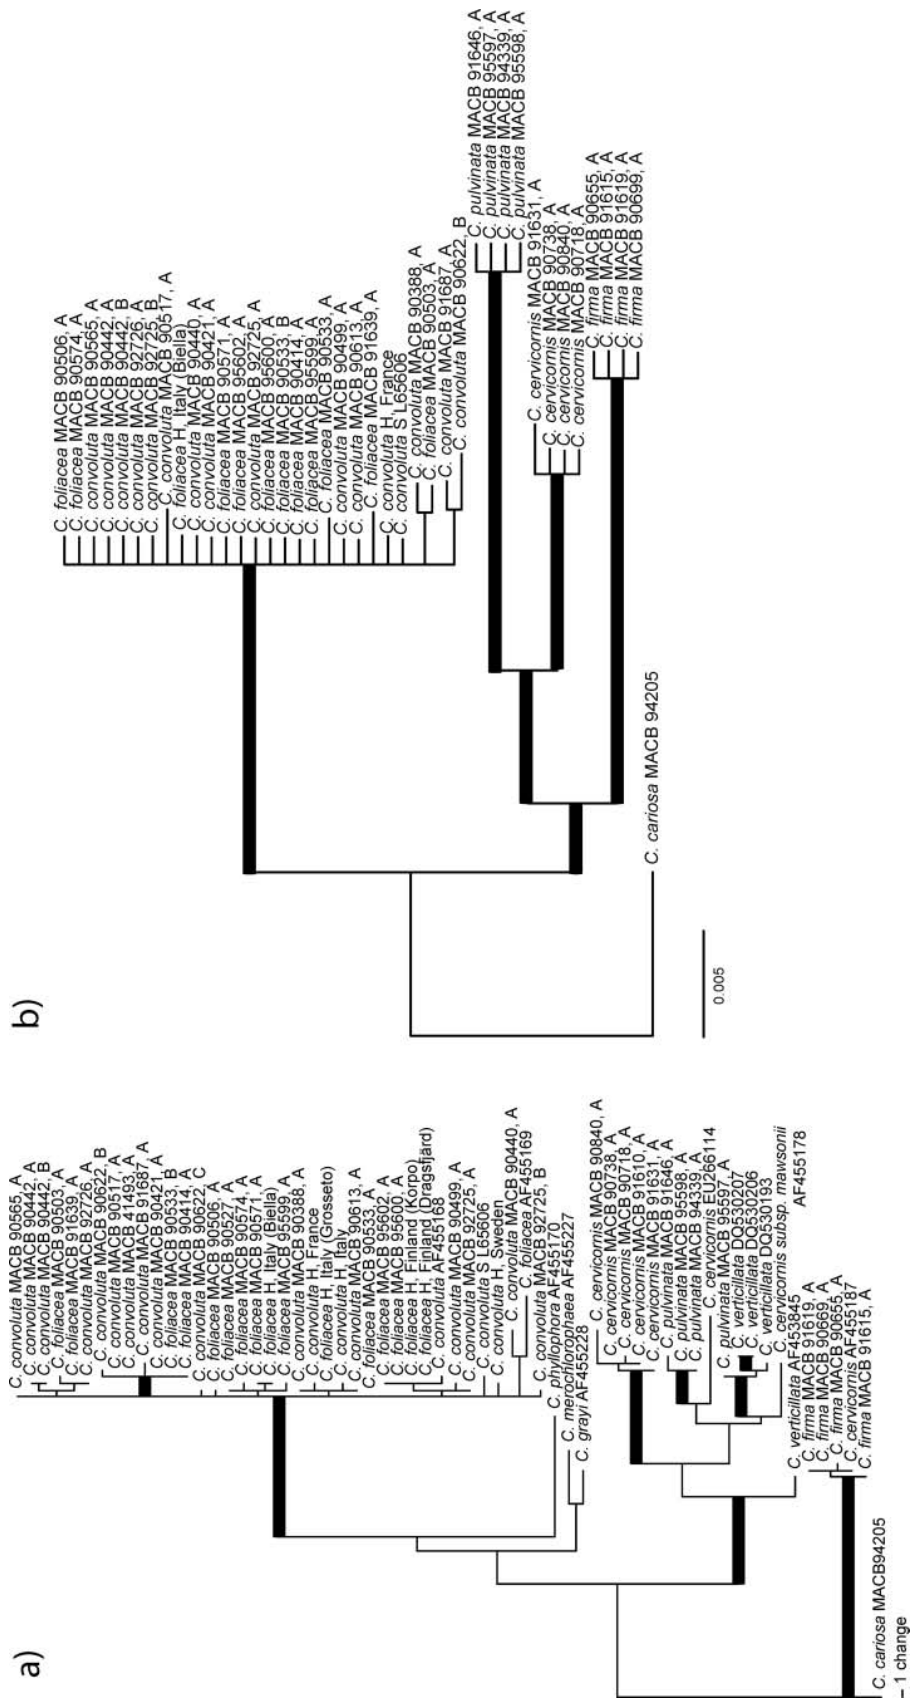 a)
C. convoluta MACB 90565, A
C. convoluta MACB 90442, A
C. convoluta MACB 90442, B
C. foliacea MACB 90503, A
C. foliacea MACB 91639, A
C. convoluta MACB 92726, A
C. convoluta MACB 90622, B
C. convoluta MACB 90517, A
C. convoluta MACB 41493, A
C. convoluta MACB 91687, A
C. convoluta MACB 90421, A
C. foliacea MACB 90533, B
C. foliacea MACB 90414, A
C. convoluta MACB 90622, C
C. foliacea MACB 90506, A
C. foliacea MACB 90527, A
C. foliacea MACB 90574, A
C. foliacea MACB 90571, A
C. foliacea H, Italy (Biella)
C. foliacea MACB 95599, A
C. convoluta MACB 90388, A
C. convoluta H, France
C. foliacea H, Italy (Grosseto)
C. convoluta H, Italy
C. convoluta MACB 90613, A
C. foliacea MACB 90533, A
C. foliacea MACB 95602, A
C. foliacea MACB 95600, A
C. foliacea H, Finland (Korpo)
C. foliacea H, Finland (Dragsfjärd)
C. convoluta AF455168
C. convoluta MACB 90499, A
C. convoluta MACB 92725, A
C. convoluta S L65606
C. convoluta H, Sweden
C. convoluta MACB 90440, A
C. foliacea AF455169
C. convoluta MACB 92725, B
C. phyllophora AF455170
C. merochlorophaea AF455227
C. grayi AF455228
C. cervicornis MACB 90840, A
C. cervicornis MACB 90738, A
C. cervicornis MACB 90718, A
C. cervicornis MACB 91610, A
C. cervicornis MACB 91631, A
C. pulvinata MACB 91646, A
C. pulvinata MACB 95598, A
C. pulvinata MACB 94339, A
C. cervicornis EU266114
C. pulvinata MACB 95597, A
C. verticillata DQ530207
C. verticillata DQ530206
C. verticillata DQ530193
C. cervicornis subsp. mawsonii
AF455178
C. verticillata AF453845
C. firma MACB 91619, A
C. firma MACB 90669, A
C. firma MACB 90655, A
C. cervicornis AF455187
C. firma MACB 91615, A
C. cariosa MACB94205
1 change
b)
C. foliacea MACB 90506, A
C. foliacea MACB 90574, A
C. convoluta MACB 90565, A
C. convoluta MACB 90442, A
C. convoluta MACB 90442, B
C. convoluta MACB 92726, A
C. convoluta MACB 92725, B
C. convoluta MACB 90517, A
C. foliacea H, Italy (Biella)
C. convoluta MACB 90440, A
C. convoluta MACB 90421, A
C. foliacea MACB 90571, A
C. foliacea MACB 95602, A
C. convoluta MACB 92725, A
C. foliacea MACB 95600, A
C. foliacea MACB 90533, B
C. foliacea MACB 90414, A
C. foliacea MACB 95599, A
C. foliacea MACB 90533, A
C. convoluta MACB 90499, A
C. convoluta MACB 90613, A
C. foliacea MACB 91639, A
C. convoluta H, France
C. convoluta S L65606
C. convoluta MACB 90388, A
C. foliacea MACB 90503, A
C. convoluta MACB 91687, A
C. convoluta MACB 90622, B
C. pulvinata MACB 91646, A
C. pulvinata MACB 95597, A
C. pulvinata MACB 94339, A
C. pulvinata MACB 95598, A
C. cervicornis MACB 91631, A
C. cervicornis MACB 90738, A
C. cervicornis MACB 90840, A
C. cervicornis MACB 90718, A
C. firma MACB 90655, A
C. firma MACB 91615, A
C. firma MACB 91619, A
C. firma MACB 90699, A
C. cariosa MACB 94205
0.005